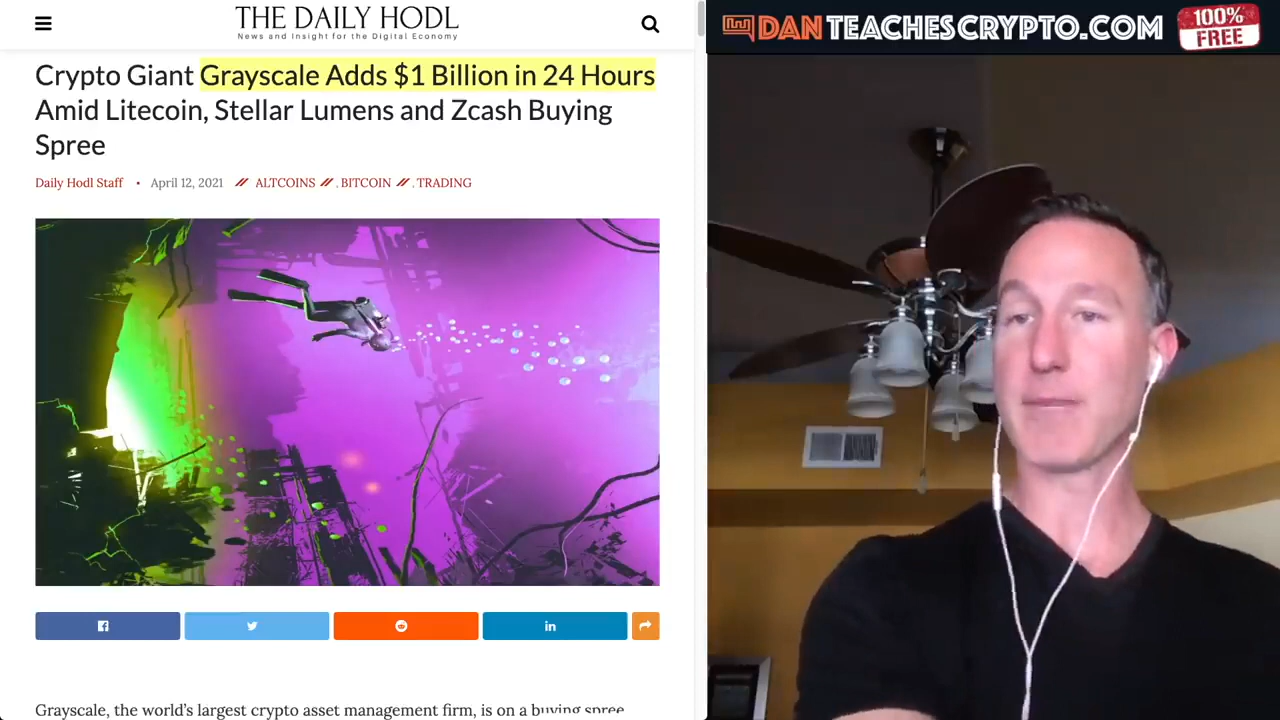 THE DAILY HODL
News and Insight for the Digital Economy
Crypto Giant Grayscale Adds $1 Billion in 24 Hours
Amid Litecoin, Stellar Lumens and Zcash Buying
Spree
Daily Hodl Staff • April 12, 2021 // ALTCOINS //, BITCOIN //, TRADING
Grayscale, the world's largest crypto asset management firm, is on a buying spree,
DANTEACHESCRYPTO.COM
100%
FREE